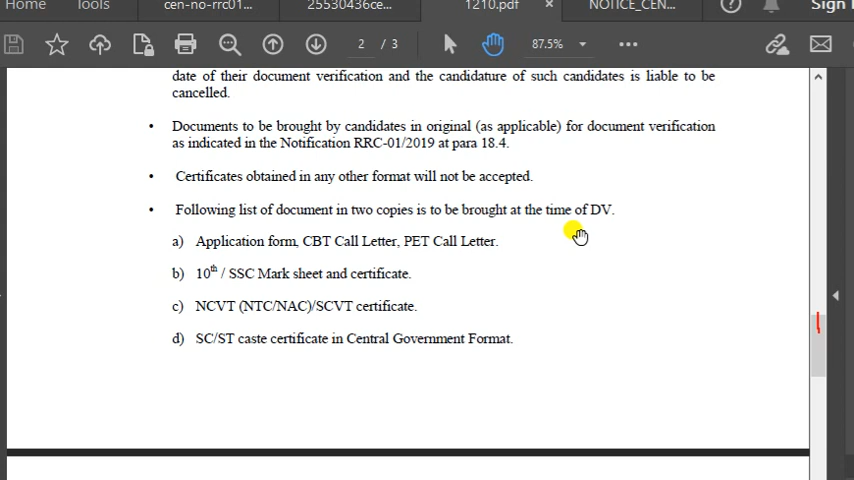 Home Tools cen-no-rrc01... 25530436ce... 1210.pdf × NOTICE_CEN... ? Sign
2 / 3 87.5%
date of their document verification and the candidature of such candidates is liable to be
cancelled.
• Documents to be brought by candidates in original (as applicable) for document verification
as indicated in the Notification RRC-01/2019 at para 18.4.
• Certificates obtained in any other format will not be accepted.
• Following list of document in two copies is to be brought at the time of DV.
a) Application form, CBT Call Letter, PET Call Letter.
b) 10th / SSC Mark sheet and certificate.
c) NCVT (NTC/NAC)/SCVT certificate.
d) SC/ST caste certificate in Central Government Format.